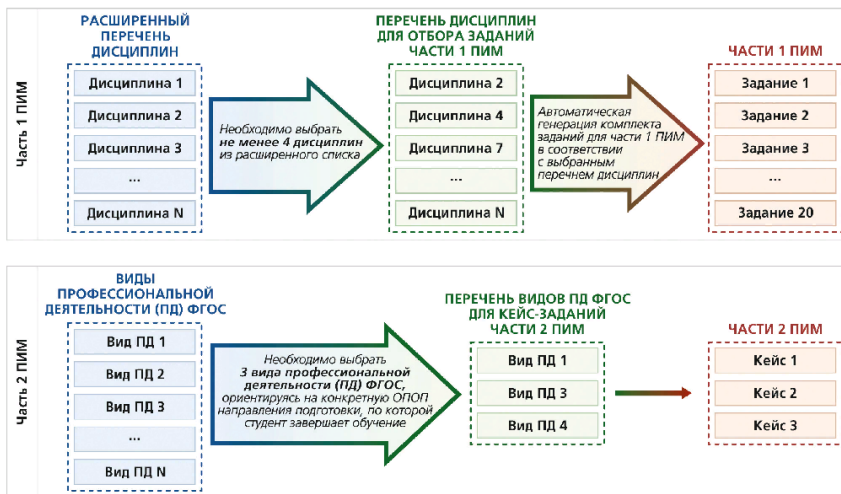 Часть 1 ПИМ
РАСШИРЕННЫЙ
ПЕРЕЧЕНЬ
ДИСЦИПЛИН
Дисциплина 1
Дисциплина 2
Дисциплина 3
...
Дисциплина N
Необходимо выбрать
не менее 4 дисциплин
из расширенного списка
ПЕРЕЧЕНЬ ДИСЦИПЛИН
ДЛЯ ОТБОРА ЗАДАНИЙ
ЧАСТИ 1 ПИМ
Дисциплина 2
Дисциплина 4
Дисциплина 7
...
Дисциплина N
Автоматическая
генерация комплекта
заданий для части 1 ПИМ
в соответствии
с выбранным
перечнем дисциплин
ЧАСТИ 1 ПИМ
Задание 1
Задание 2
Задание 3
...
Задание 20
Часть 2 ПИМ
ВИДЫ
ПРОФЕССИОНАЛЬНОЙ
ДЕЯТЕЛЬНОСТИ (ПД) ФГОС
Вид ПД 1
Вид ПД 2
Вид ПД 3
...
Вид ПД N
Необходимо выбрать
3 вида профессиональной
деятельности (ПД) ФГОС,
ориентируясь на конкретную ОПОП
направления подготовки, по которой
студент завершает обучение
ПЕРЕЧЕНЬ ВИДОВ ПД ФГОС
ДЛЯ КЕЙС-ЗАДАНИЙ
ЧАСТИ 2 ПИМ
Вид ПД 1
Вид ПД 3
Вид ПД 4
ЧАСТИ 2 ПИМ
Кейс 1
Кейс 2
Кейс 3